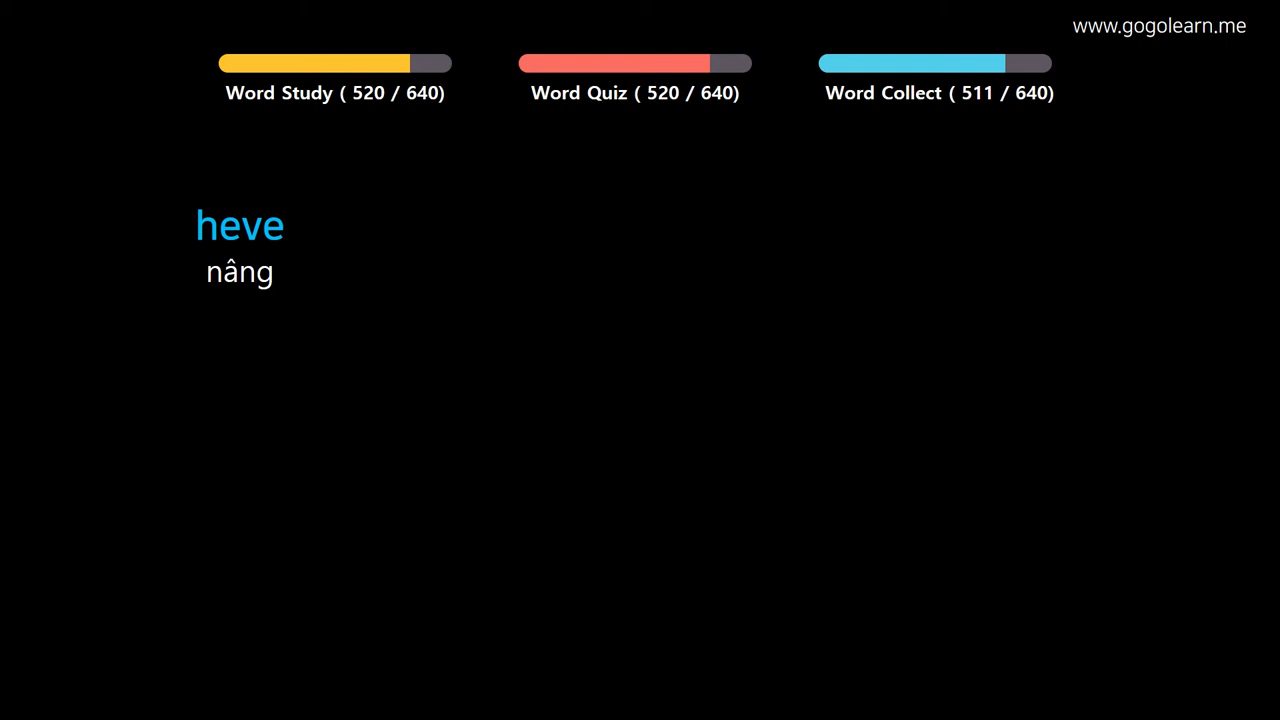 www.gogolearn.me
Word Study ( 520 / 640)
Word Quiz ( 520 / 640)
Word Collect ( 511 / 640)
heve
nâng